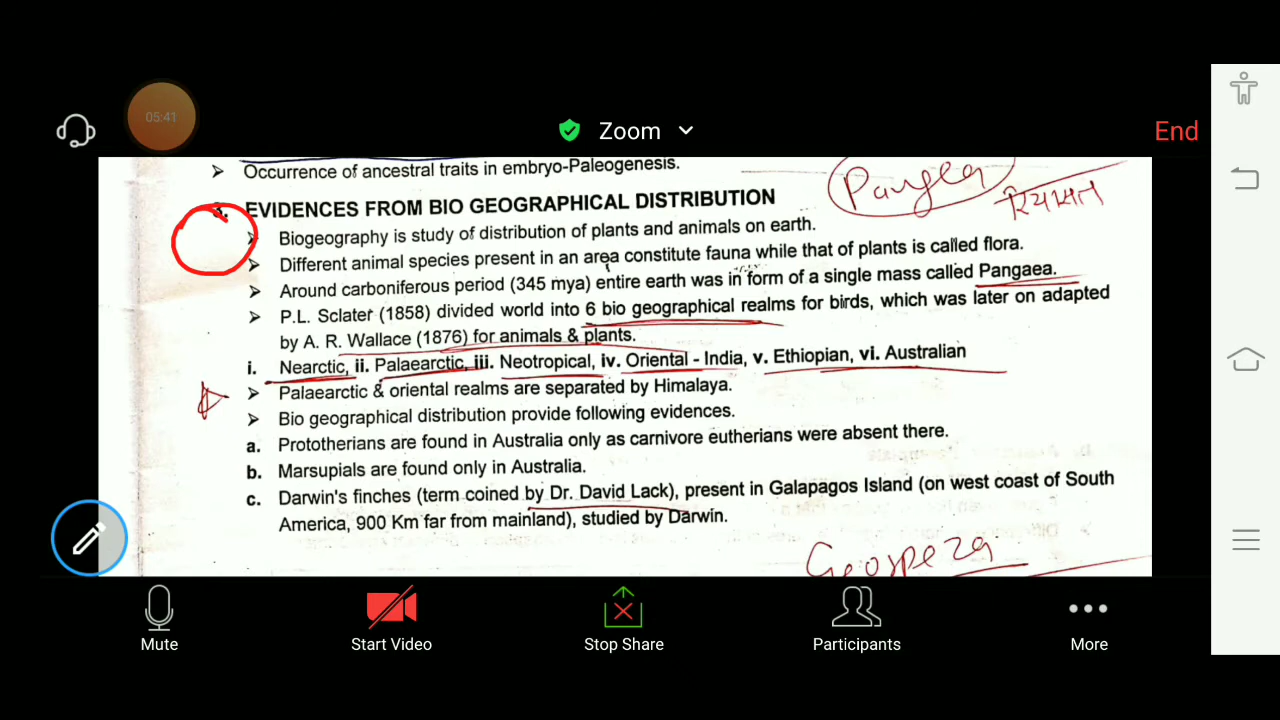 05:41
Zoom
End
➤ Occurrence of ancestral traits in embryo-Paleogenesis.
Pangea
EVIDENCES FROM BIO GEOGRAPHICAL DISTRIBUTION
➤ Biogeography is study of distribution of plants and animals on earth.
➤ Different animal species present in an area constitute fauna while that of plants is called flora.
➤ Around carboniferous period (345 mya) entire earth was in form of a single mass called Pangaea.
➤ P.L. Sclater (1858) divided world into 6 bio geographical realms for birds, which was later on adapted
by A. R. Wallace (1876) for animals & plants.
i. Nearctic, ii. Palaearctic, iii. Neotropical, iv. Oriental - India, v. Ethiopian, vi. Australian
➤ Palaearctic & oriental realms are separated by Himalaya.
➤ Bio geographical distribution provide following evidences.
a. Prototherians are found in Australia only as carnivore eutherians were absent there.
b. Marsupials are found only in Australia.
c. Darwin's finches (term coined by Dr. David Lack), present in Galapagos Island (on west coast of South
America, 900 Km far from mainland), studied by Darwin.
Geospeza
Mute
Start Video
Stop Share
Participants
More